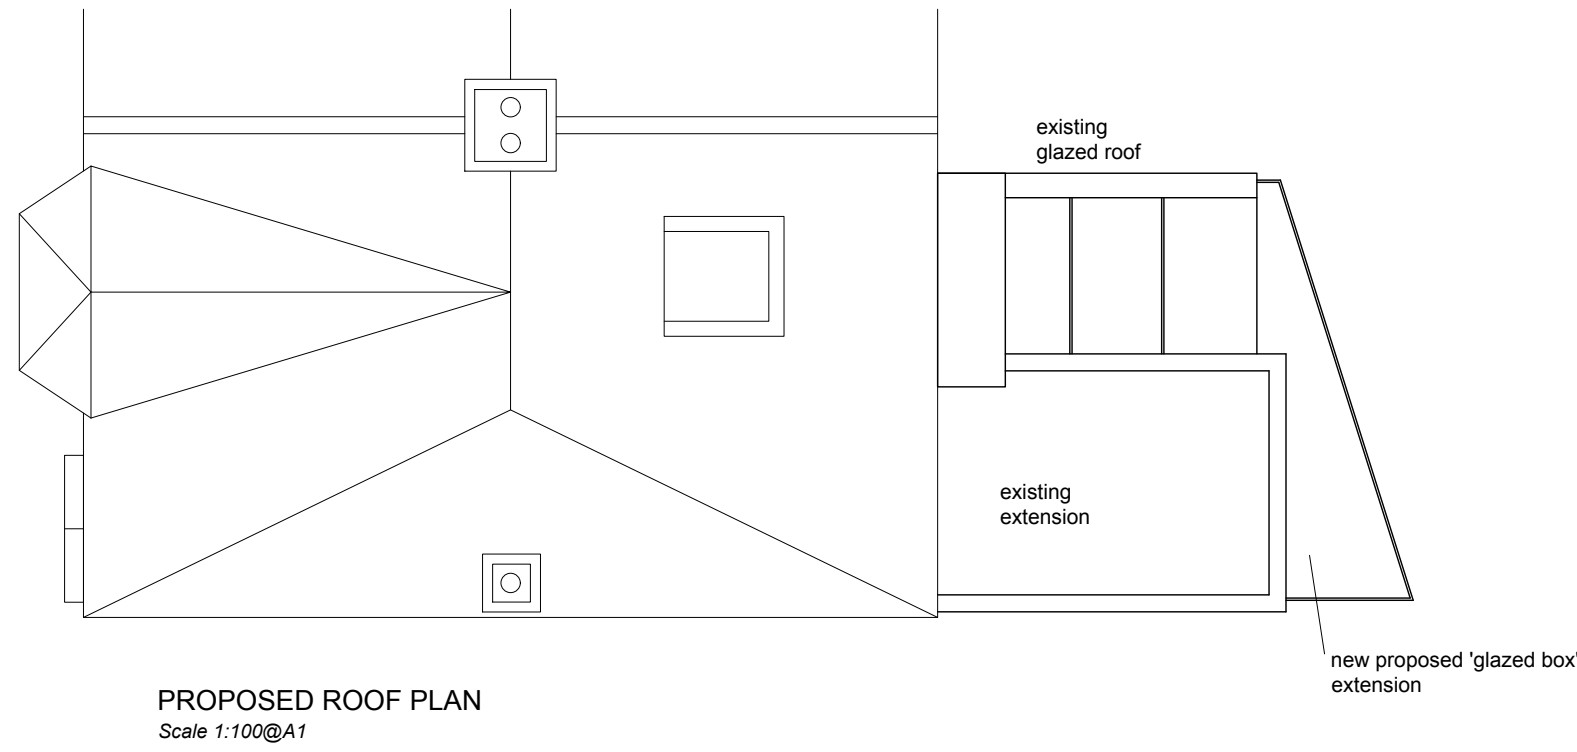 existing
glazed roof
existing
extension
new proposed 'glazed box'
extension
PROPOSED ROOF PLAN
Scale 1:100@A1